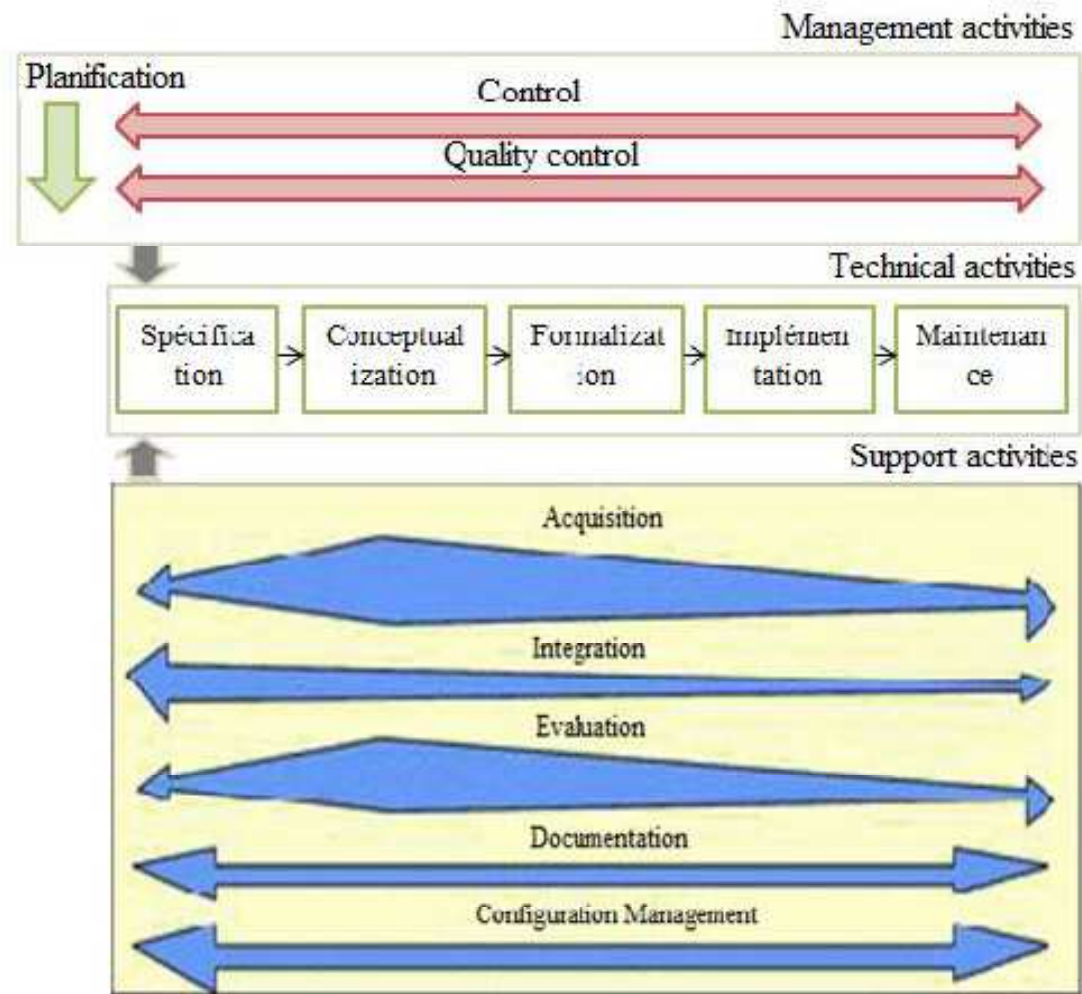 Management activities
Planification
Control
Quality control
Technical activities
Spécifica
tion
Conceptual
ization
Formalizat
ion
Implémen
tation
Maintenan
ce
Support activities
Acquisition
Integration
Evaluation
Documentation
Configuration Management